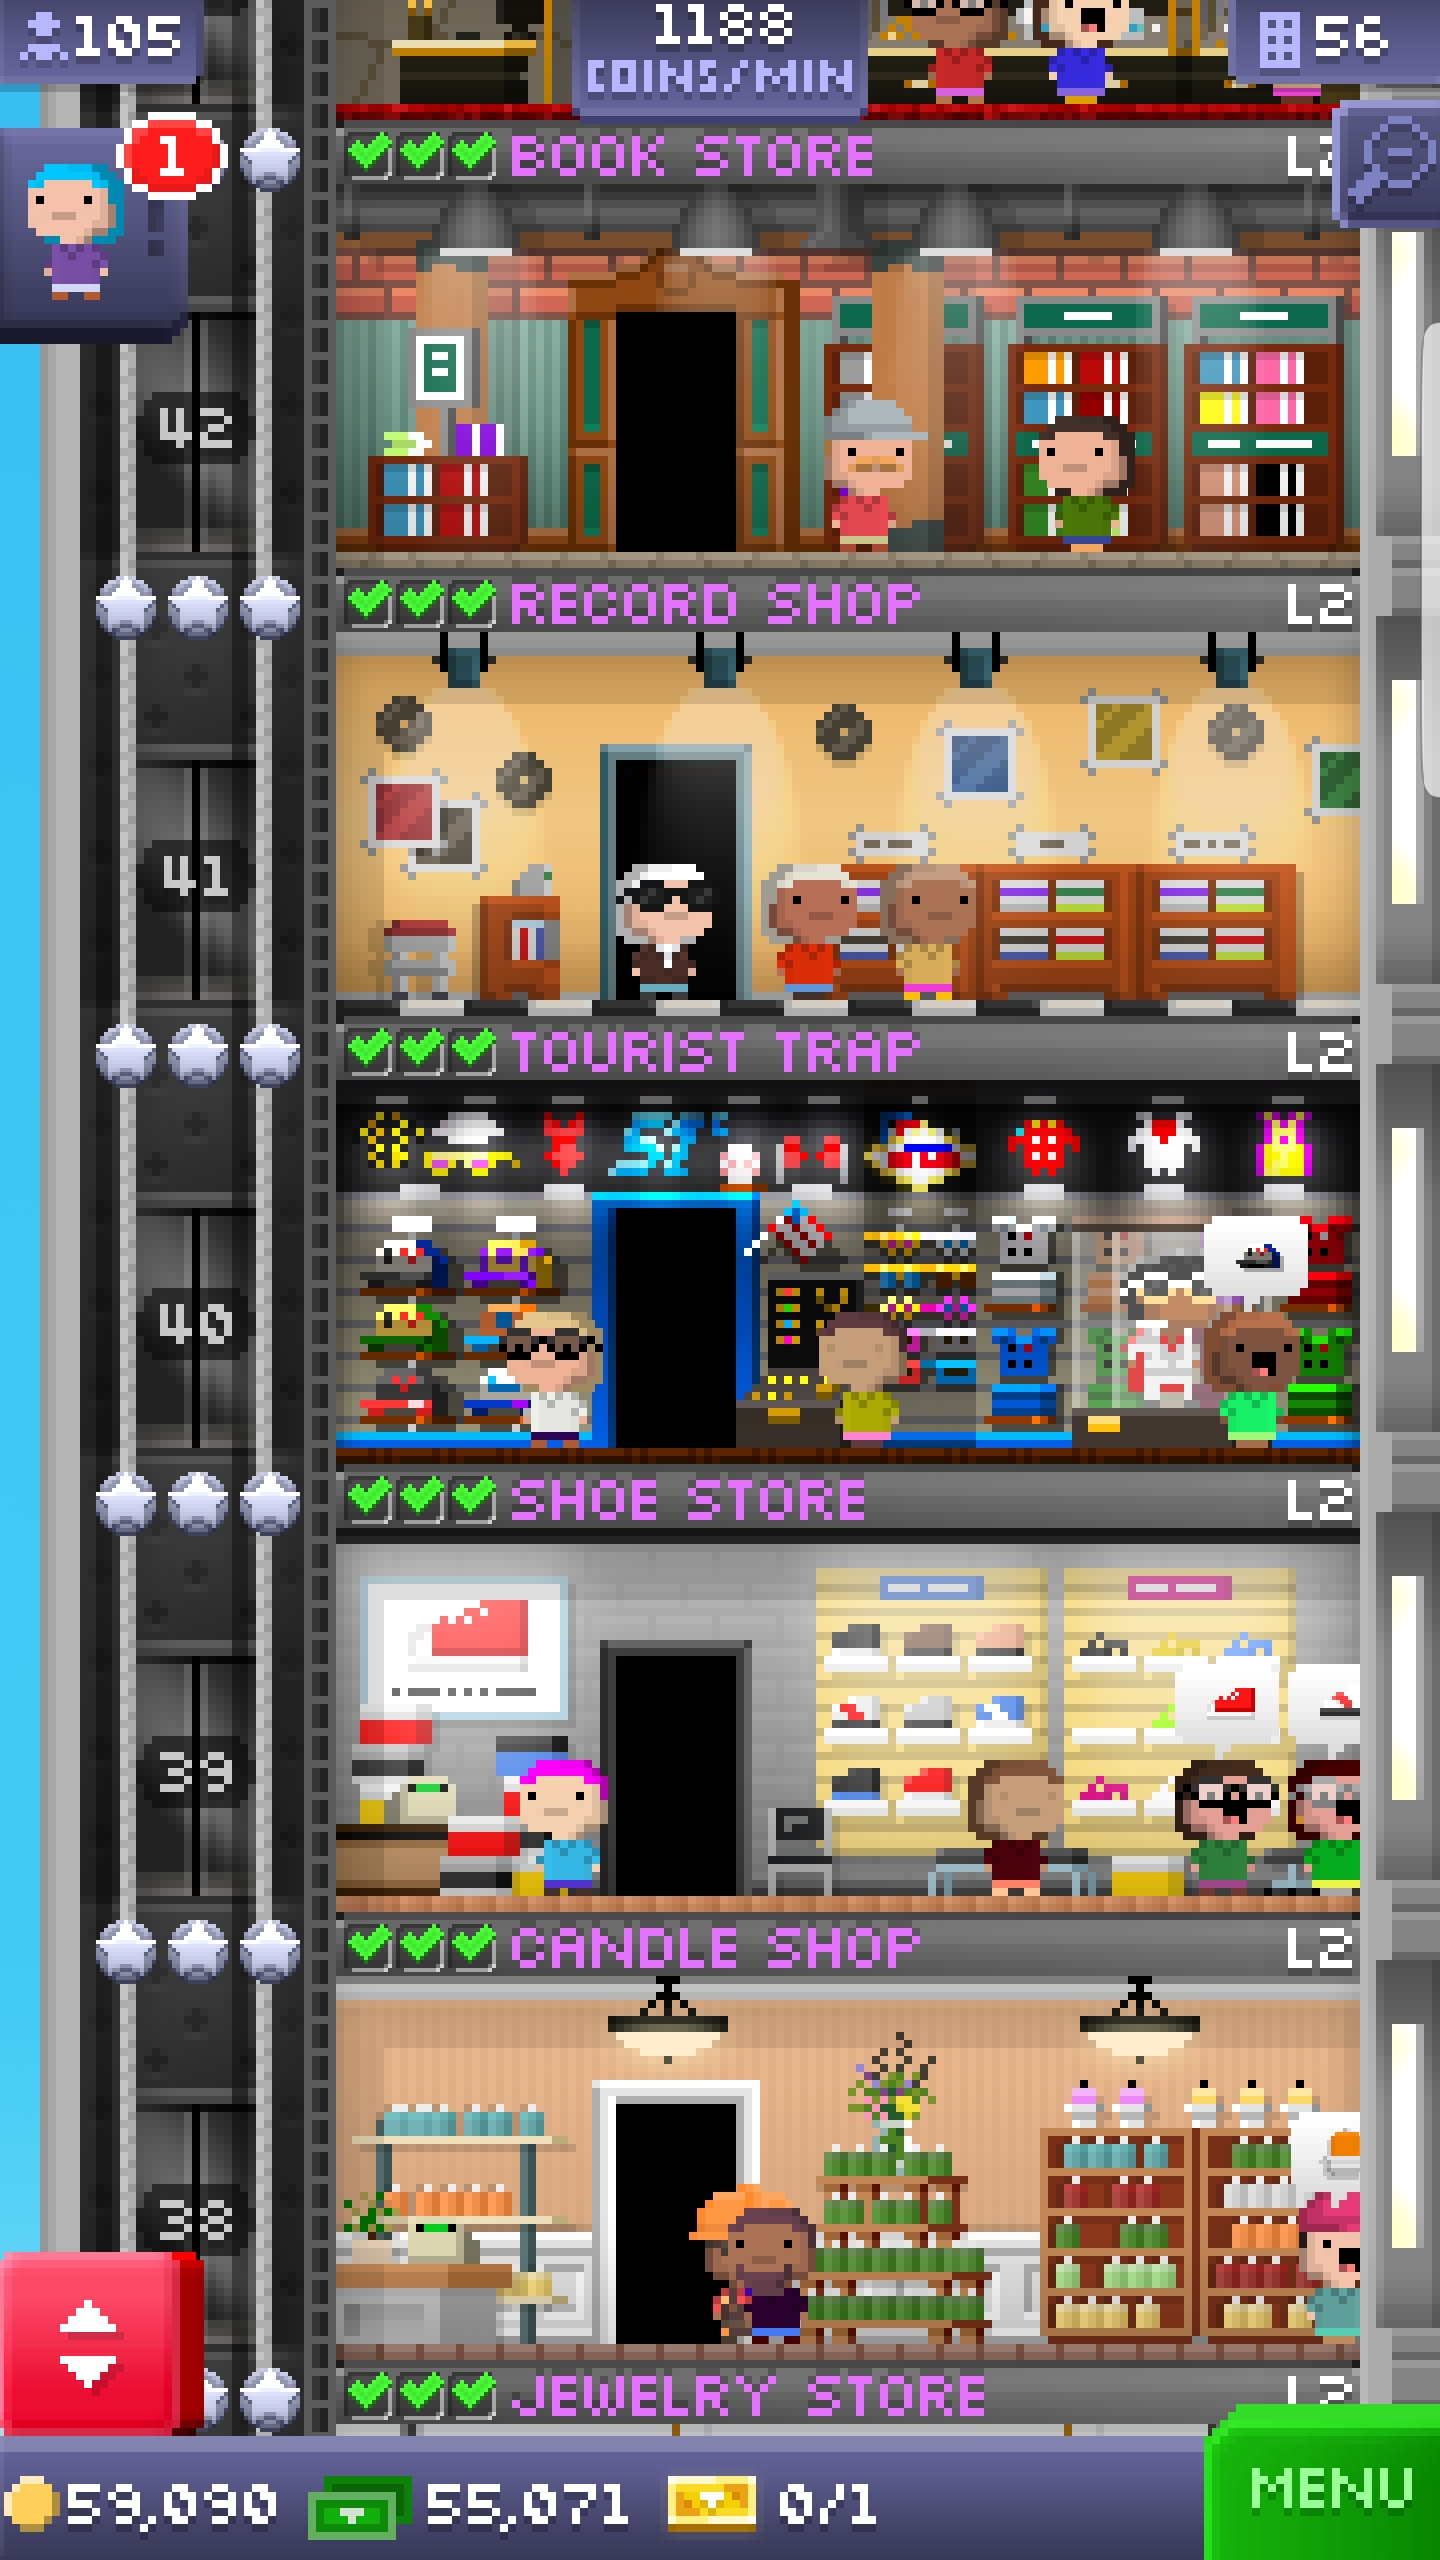 105
1188
COINS/MIN
56
1
BOOK STORE
42
RECORD SHOP L2
41
TOURIST TRAP L2
40
SHOE STORE L2
39
CANDLE SHOP L2
38
JEWELRY STORE L2
59,090 55,071 0/1
MENU